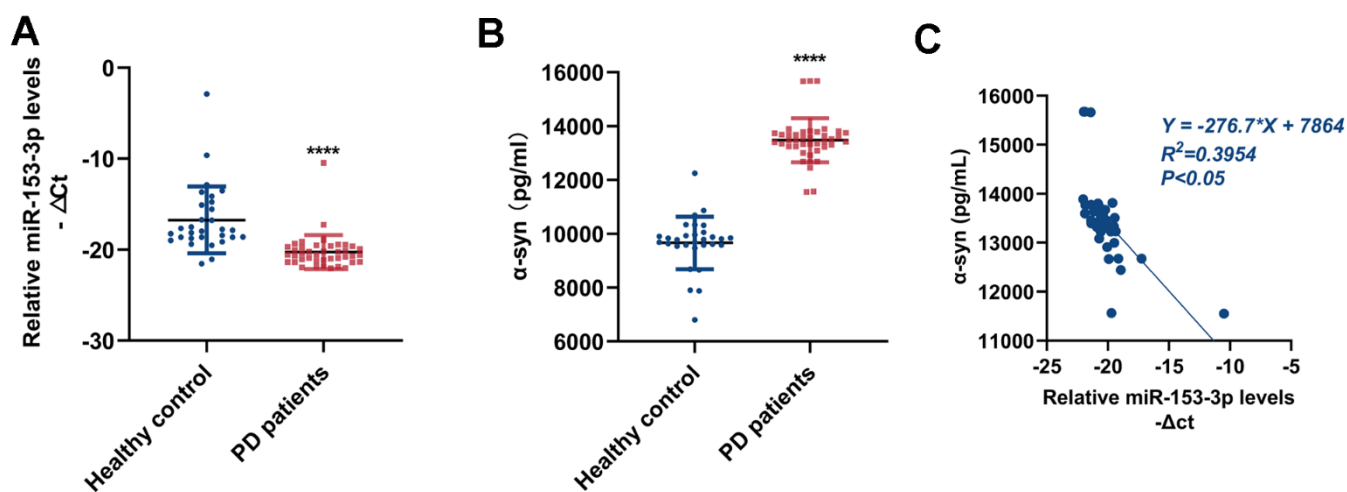 A
Relative miR-153-3p levels
- ΔCt
0
-10
-20
-30
****
Healthy control
PD patients
B
α-syn（pg/ml）
16000
14000
12000
10000
8000
6000
****
Healthy control
PD patients
C
α-syn (pg/mL)
16000
15000
14000
13000
12000
11000
Y = -276.7*X + 7864
R²=0.3954
P<0.05
-25
-20
-15
-10
-5
Relative miR-153-3p levels
-Δct